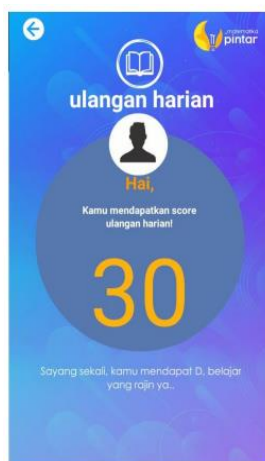 matematika
pintar
ulangan harian
Hai,
Kamu mendapatkan score
ulangan harian!
30
Sayang sekali, kamu mendapat D, belajar
yang rajin ya..